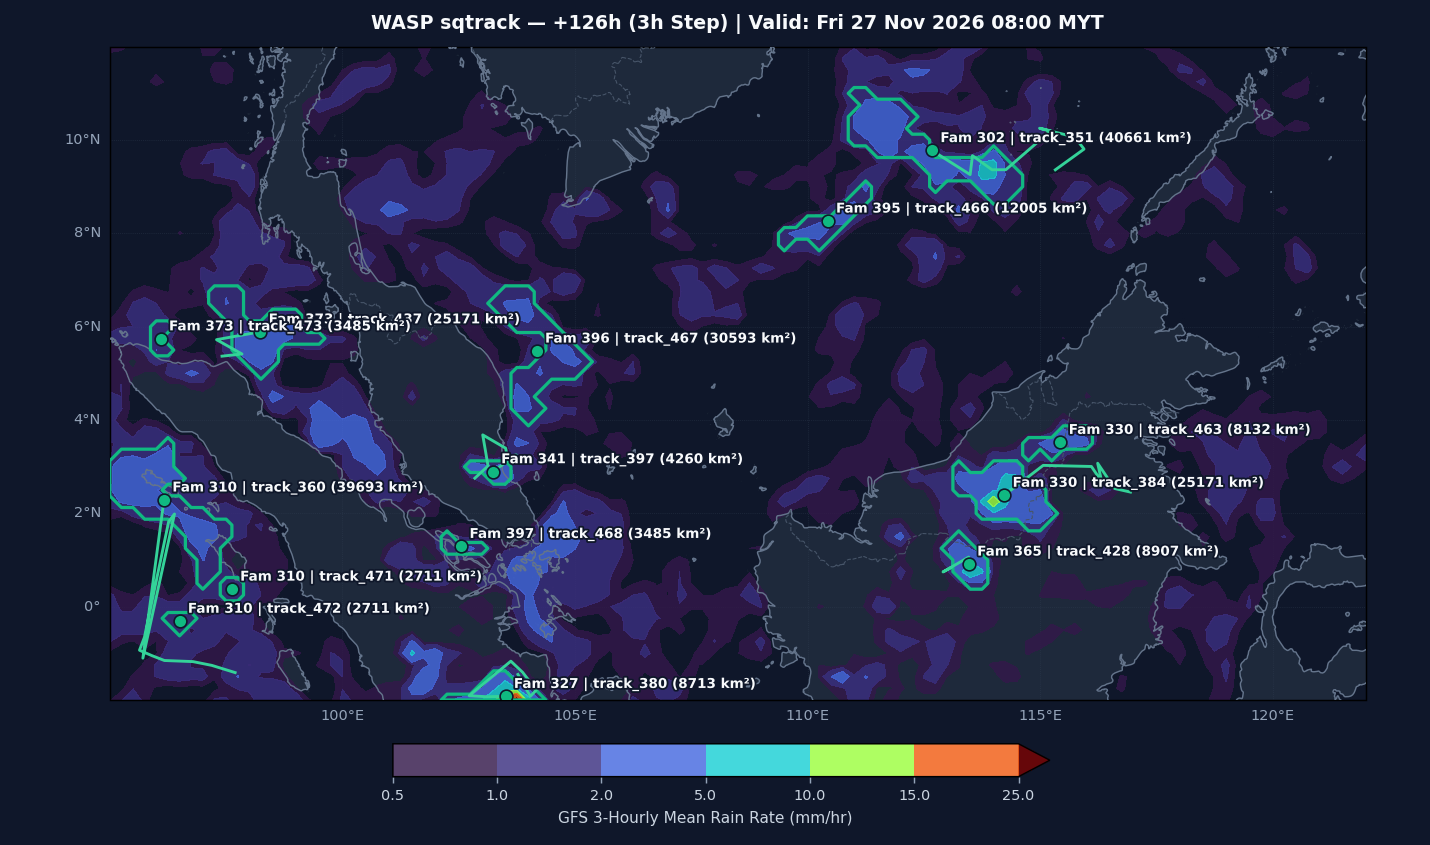 WASP sqtrack — +126h (3h Step) | Valid: Fri 27 Nov 2026 08:00 MYT
10°N
Fam 302 | track_351 (40661 km²)
Fam 395 | track_466 (12005 km²)
8°N
6°N
track_437 (25171 km²)
Fam 373 | track_473 (3485 km²)
Fam 396 | track_467 (30593 km²)
4°N
Fam 330 | track_463 (8132 km²)
Fam 341 | track_397 (4260 km²)
Fam 330 | track_384 (25171 km²)
Fam 310 | track_360 (39693 km²)
2°N
Fam 397 | track_468 (3485 km²)
Fam 365 | track_428 (8907 km²)
Fam 310 | track_471 (2711 km²)
0°
Fam 310 | track_472 (2711 km²)
Fam 327 | track_380 (8713 km²)
100°E 105°E 110°E 115°E 120°E
0.5 1.0 2.0 5.0 10.0 15.0 25.0
GFS 3-Hourly Mean Rain Rate (mm/hr)